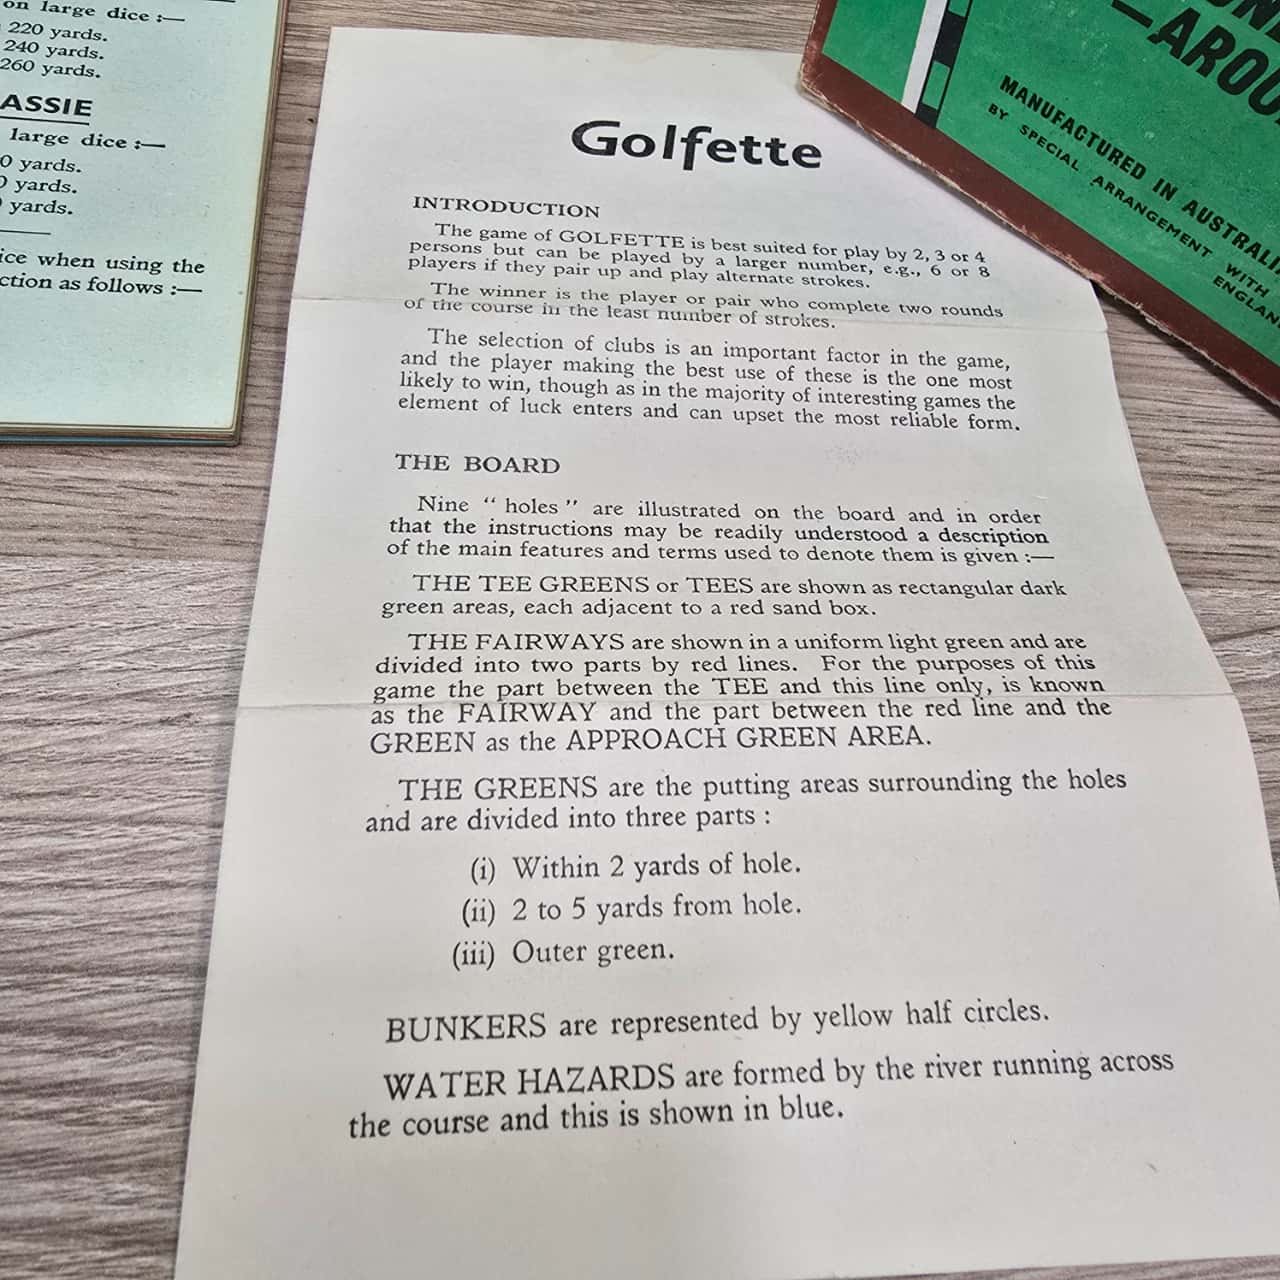 on large dice :—
220 yards.
240 yards.
260 yards.
ASSIE
large dice :—
0 yards.
yards.
yards.
ice when using the
ction as follows :—
Golfette
INTRODUCTION
The game of GOLFETTE is best suited for play by 2, 3 or 4
persons but can be played by a larger number, e.g., 6 or 8
players if they pair up and play alternate strokes.
The winner is the player or pair who complete two rounds
of the course in the least number of strokes.
The selection of clubs is an important factor in the game,
and the player making the best use of these is the one most
likely to win, though as in the majority of interesting games the
element of luck enters and can upset the most reliable form.
THE BOARD
Nine " holes " are illustrated on the board and in order
that the instructions may be readily understood a description
of the main features and terms used to denote them is given :—
THE TEE GREENS or TEES are shown as rectangular dark
green areas, each adjacent to a red sand box.
THE FAIRWAYS are shown in a uniform light green and are
divided into two parts by red lines. For the purposes of this
game the part between the TEE and this line only, is known
as the FAIRWAY and the part between the red line and the
GREEN as the APPROACH GREEN AREA.
THE GREENS are the putting areas surrounding the holes
and are divided into three parts :
(i) Within 2 yards of hole.
(ii) 2 to 5 yards from hole.
(iii) Outer green.
BUNKERS are represented by yellow half circles.
WATER HAZARDS are formed by the river running across
the course and this is shown in blue.
—AROU
MANUFACTURED IN AUSTRALI
BY SPECIAL ARRANGEMENT WITH
ENGLAN